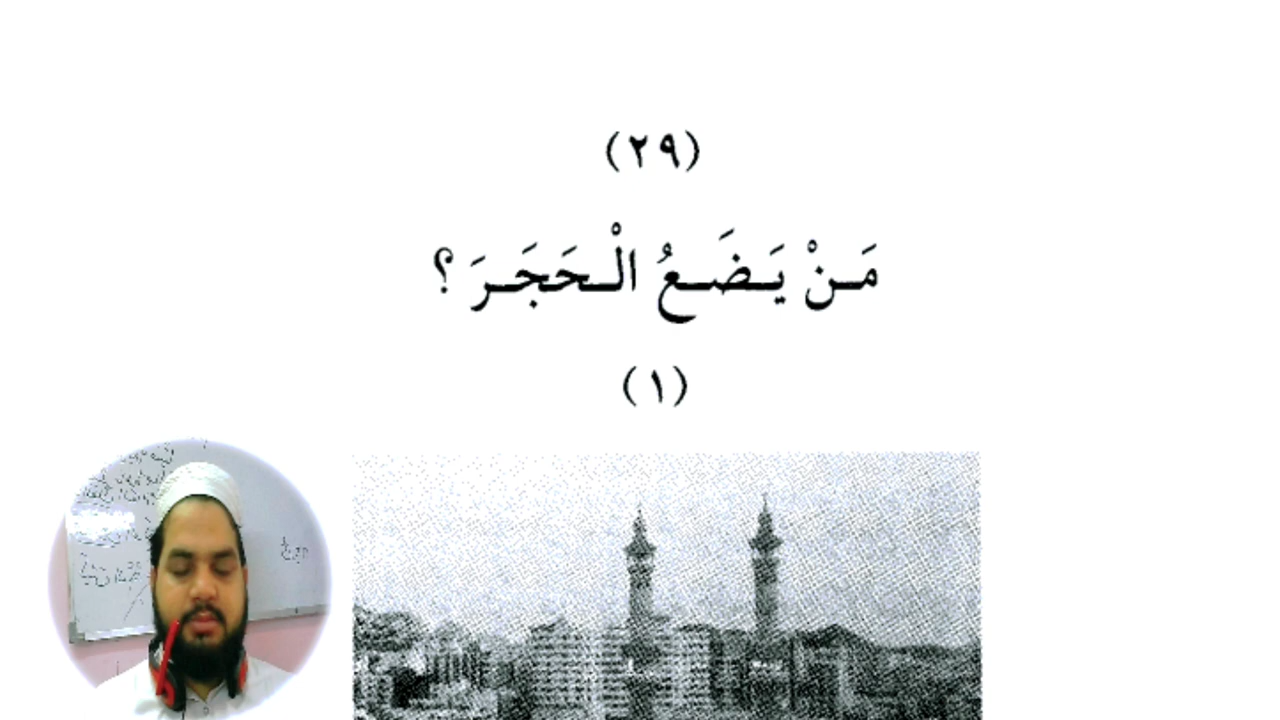 (٢٩)
مَنْ يَضَعُ الْحَجَرَ ؟
(١)